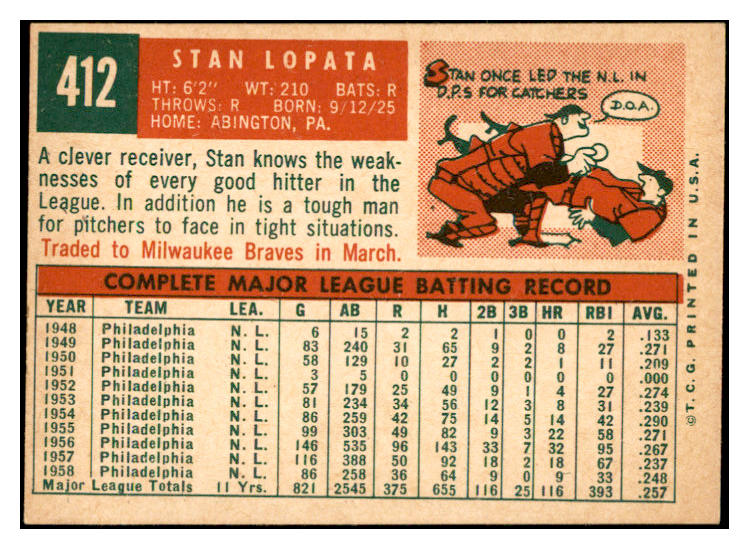 412
STAN LOPATA
HT: 6'2" WT: 210 BATS: R
THROWS: R BORN: 9/12/25
HOME: ABINGTON, PA.
STAN ONCE LED THE N.L. IN
D.P.S FOR CATCHERS
D.O.A.
A clever receiver, Stan knows the weak-
nesses of every good hitter in the
League. In addition he is a tough man
for pitchers to face in tight situations.
Traded to Milwaukee Braves in March.
COMPLETE MAJOR LEAGUE BATTING RECORD
YEAR TEAM LEA. G AB R H 2B 3B HR RBI AVG.
1948 Philadelphia N. L. 6 15 2 2 1 0 0 2 .133
1949 Philadelphia N. L. 83 240 31 65 9 2 8 27 .271
1950 Philadelphia N. L. 58 129 10 27 2 2 1 11 .209
1951 Philadelphia N. L. 3 5 0 0 0 0 0 0 .000
1952 Philadelphia N. L. 57 179 25 49 9 1 4 27 .274
1953 Philadelphia N. L. 81 234 34 56 12 3 8 31 .239
1954 Philadelphia N. L. 86 259 42 75 14 5 14 42 .290
1955 Philadelphia N. L. 99 303 49 82 9 3 22 58 .271
1956 Philadelphia N. L. 146 535 96 143 33 7 32 95 .267
1957 Philadelphia N. L. 116 388 50 92 18 2 18 67 .237
1958 Philadelphia N. L. 86 258 36 64 9 0 9 33 .248
Major League Totals 11 Yrs. 821 2545 375 655 116 25 116 393 .257
©T.C.G. PRINTED IN U.S.A.